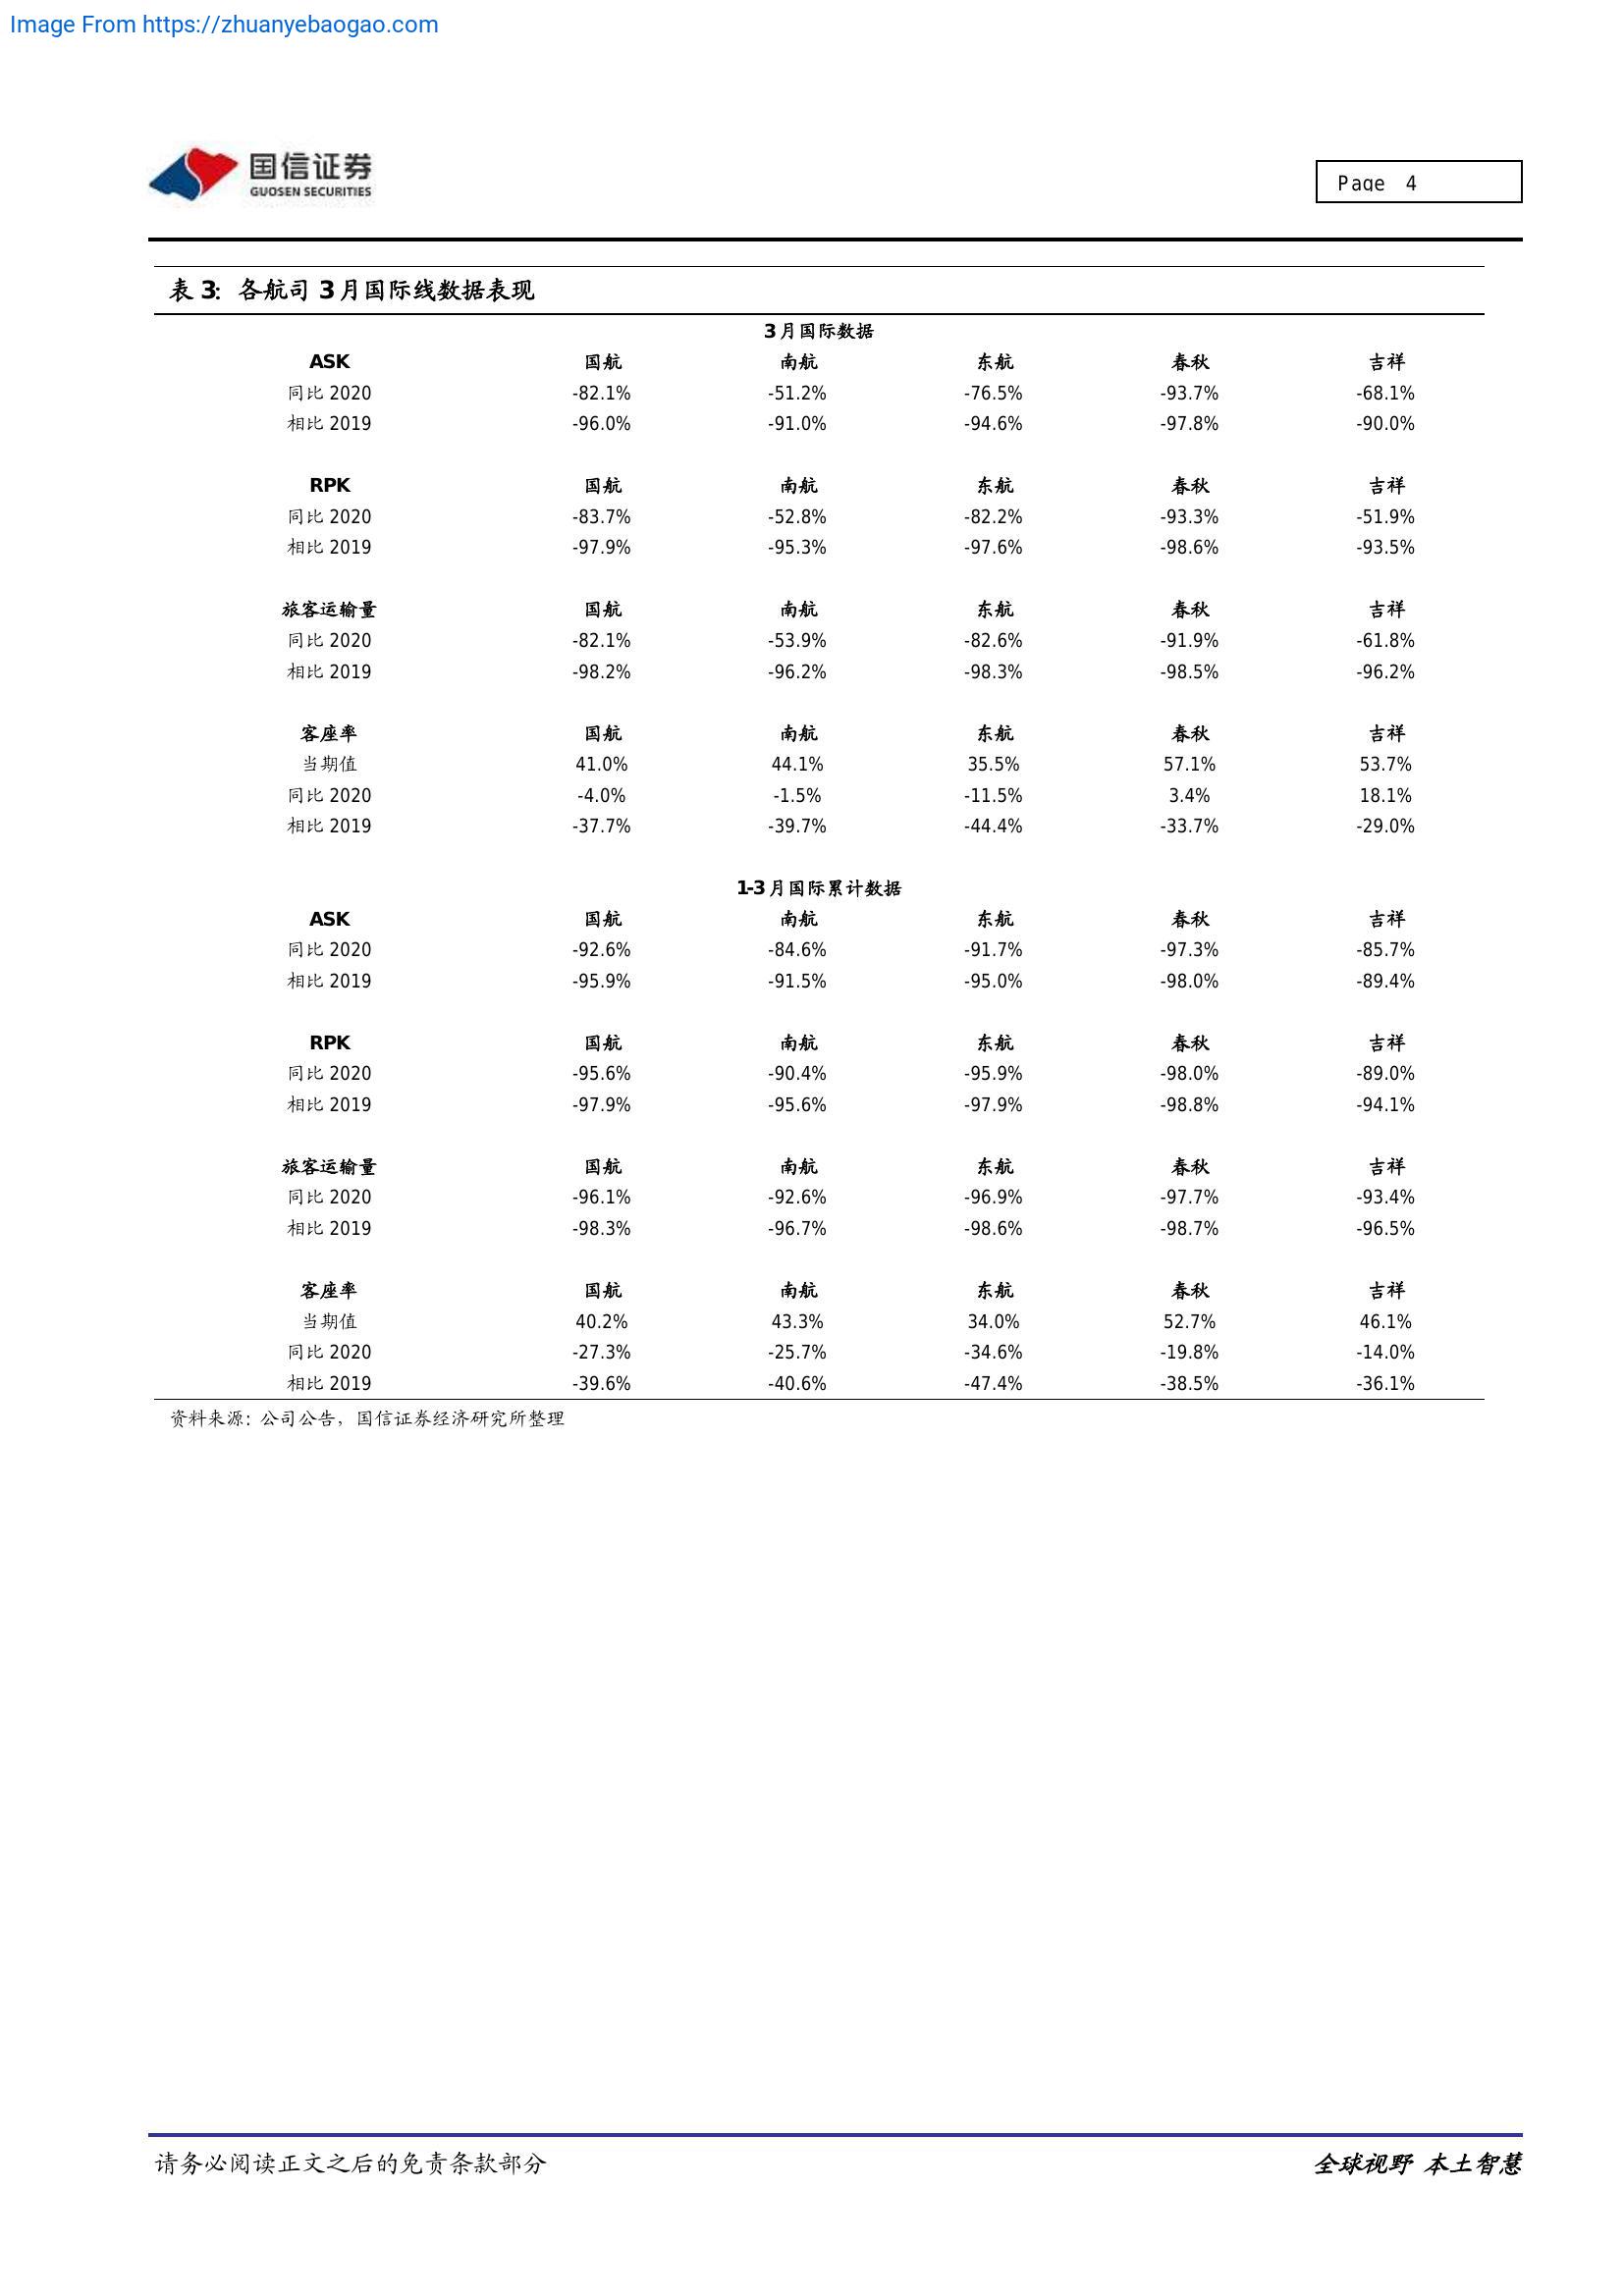 Image From https://zhuanyebaogao.com
国信证券
GUOSEN SECURITIES
Page 4
表 3: 各航司 3 月国际线数据表现
3 月国际数据
ASK 国航 南航 东航 春秋 吉祥
同比 2020 -82.1% -51.2% -76.5% -93.7% -68.1%
相比 2019 -96.0% -91.0% -94.6% -97.8% -90.0%
RPK 国航 南航 东航 春秋 吉祥
同比 2020 -83.7% -52.8% -82.2% -93.3% -51.9%
相比 2019 -97.9% -95.3% -97.6% -98.6% -93.5%
旅客运输量 国航 南航 东航 春秋 吉祥
同比 2020 -82.1% -53.9% -82.6% -91.9% -61.8%
相比 2019 -98.2% -96.2% -98.3% -98.5% -96.2%
客座率 国航 南航 东航 春秋 吉祥
当期值 41.0% 44.1% 35.5% 57.1% 53.7%
同比 2020 -4.0% -1.5% -11.5% 3.4% 18.1%
相比 2019 -37.7% -39.7% -44.4% -33.7% -29.0%
1-3 月国际累计数据
ASK 国航 南航 东航 春秋 吉祥
同比 2020 -92.6% -84.6% -91.7% -97.3% -85.7%
相比 2019 -95.9% -91.5% -95.0% -98.0% -89.4%
RPK 国航 南航 东航 春秋 吉祥
同比 2020 -95.6% -90.4% -95.9% -98.0% -89.0%
相比 2019 -97.9% -95.6% -97.9% -98.8% -94.1%
旅客运输量 国航 南航 东航 春秋 吉祥
同比 2020 -96.1% -92.6% -96.9% -97.7% -93.4%
相比 2019 -98.3% -96.7% -98.6% -98.7% -96.5%
客座率 国航 南航 东航 春秋 吉祥
当期值 40.2% 43.3% 34.0% 52.7% 46.1%
同比 2020 -27.3% -25.7% -34.6% -19.8% -14.0%
相比 2019 -39.6% -40.6% -47.4% -38.5% -36.1%
资料来源: 公司公告, 国信证券经济研究所整理
请务必阅读正文之后的免责条款部分 全球视野 本土智慧